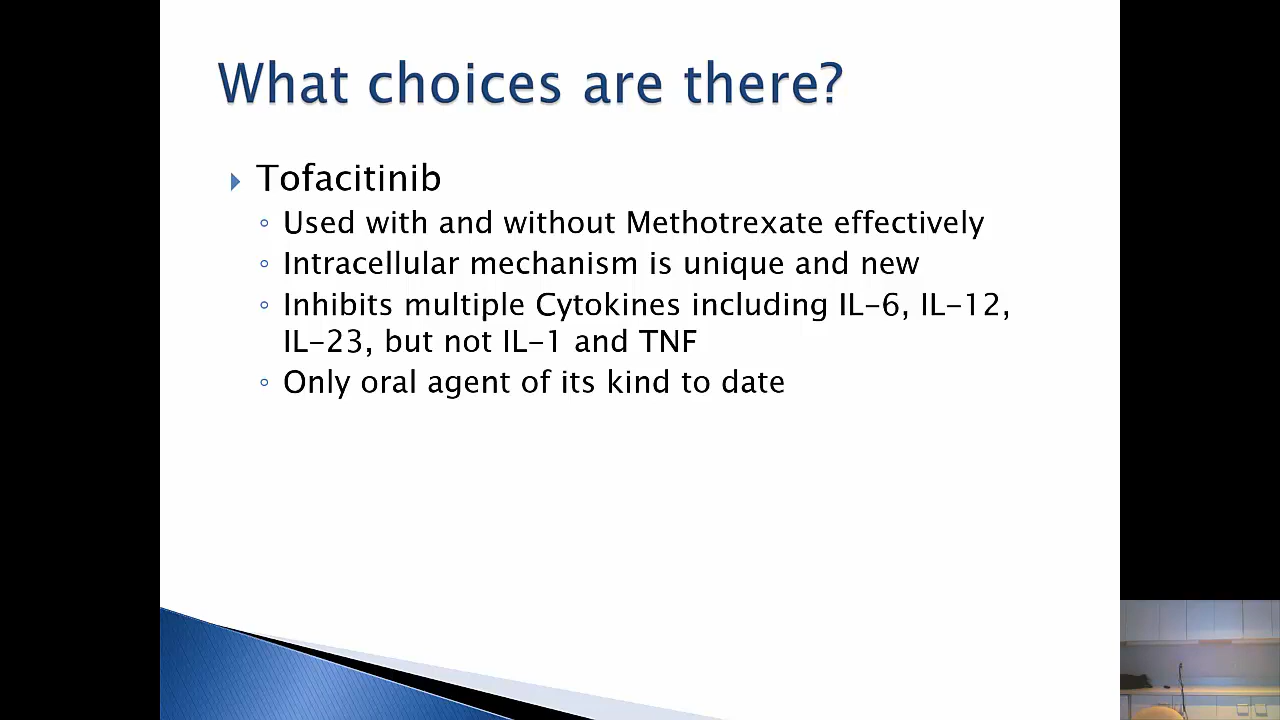 What choices are there?
Tofacitinib
Used with and without Methotrexate effectively
Intracellular mechanism is unique and new
Inhibits multiple Cytokines including IL-6, IL-12,
IL-23, but not IL-1 and TNF
Only oral agent of its kind to date